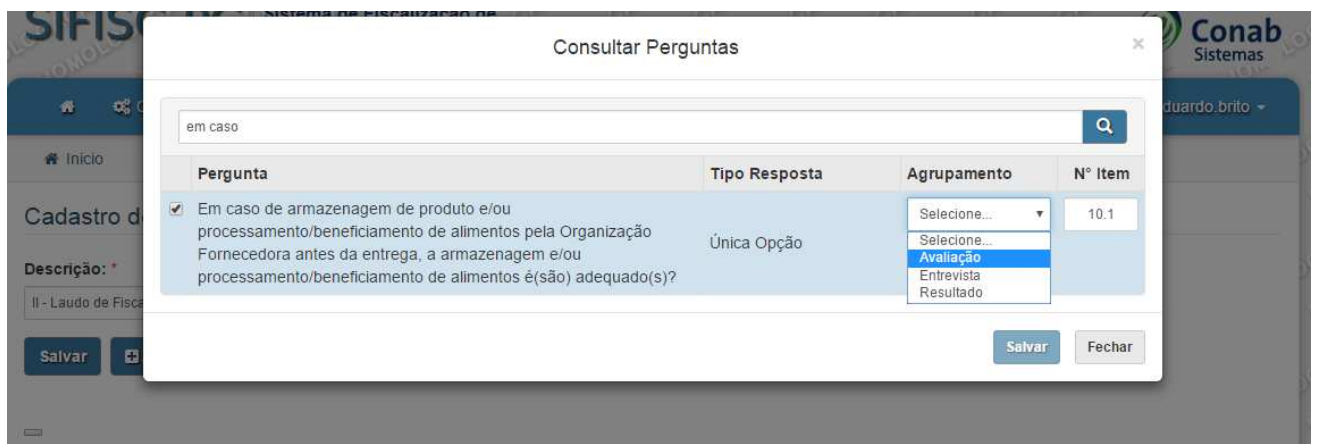 Sistema de Fiscalização de
Conab
Sistemas
Consultar Perguntas
×
eduardo.brito
Início
em caso
Pergunta
Tipo Resposta
Agrupamento
N° Item
Cadastro
Em caso de armazenagem de produto e/ou
processamento/beneficiamento de alimentos pela Organização
Fornecedora antes da entrega, a armazenagem e/ou
processamento/beneficiamento de alimentos é(são) adequado(s)?
Única Opção
Selecione...
10.1
Selecione...
Avaliação
Entrevista
Resultado
Descrição: *
II - Laudo de
Salvar
Fechar
Salvar